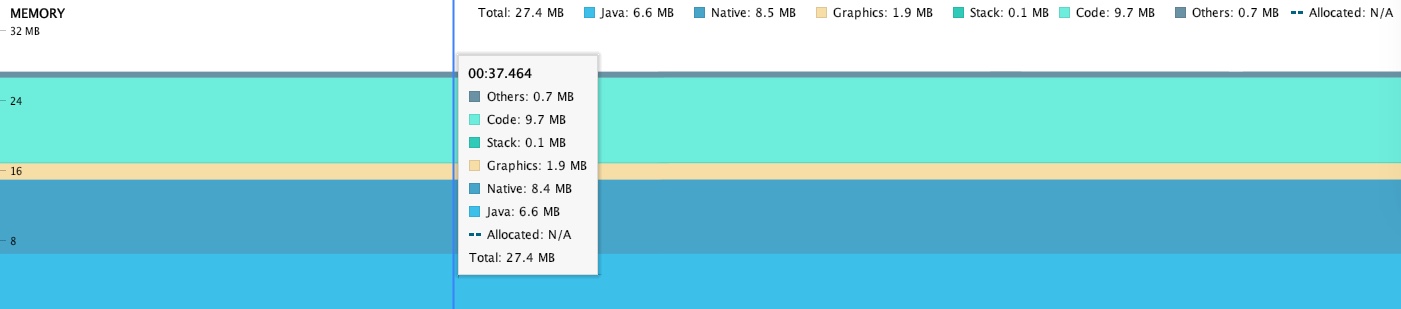 MEMORY
Total: 27.4 MB Java: 6.6 MB Native: 8.5 MB Graphics: 1.9 MB Stack: 0.1 MB Code: 9.7 MB Others: 0.7 MB Allocated: N/A
32 MB
00:37.464
Others: 0.7 MB
24
Code: 9.7 MB
Stack: 0.1 MB
Graphics: 1.9 MB
16
Native: 8.4 MB
Java: 6.6 MB
Allocated: N/A
8
Total: 27.4 MB